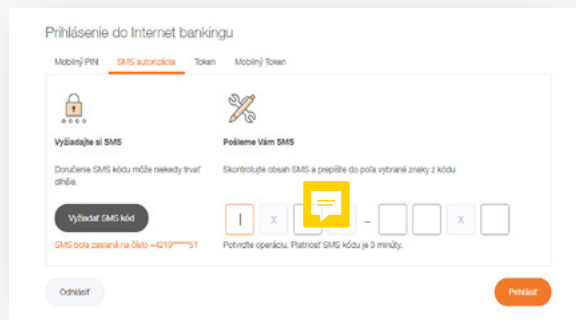 Prihlásenie do Internet bankingu
Mobilný PIN SMS autorizácia Token Mobilný Token
Vyžiadajte si SMS
Doručenie SMS kódu môže niekedy trvať
dlhšie.
Vyžiadať SMS kód
SMS bola zaslaná na číslo +4219*****51
Pošleme Vám SMS
Skontrolujte obsah SMS a prepíšte do poľa vybrané znaky z kódu
X – X
Potvrďte operáciu. Platnosť SMS kódu je 3 minúty.
Odhlásiť
Prihlásiť